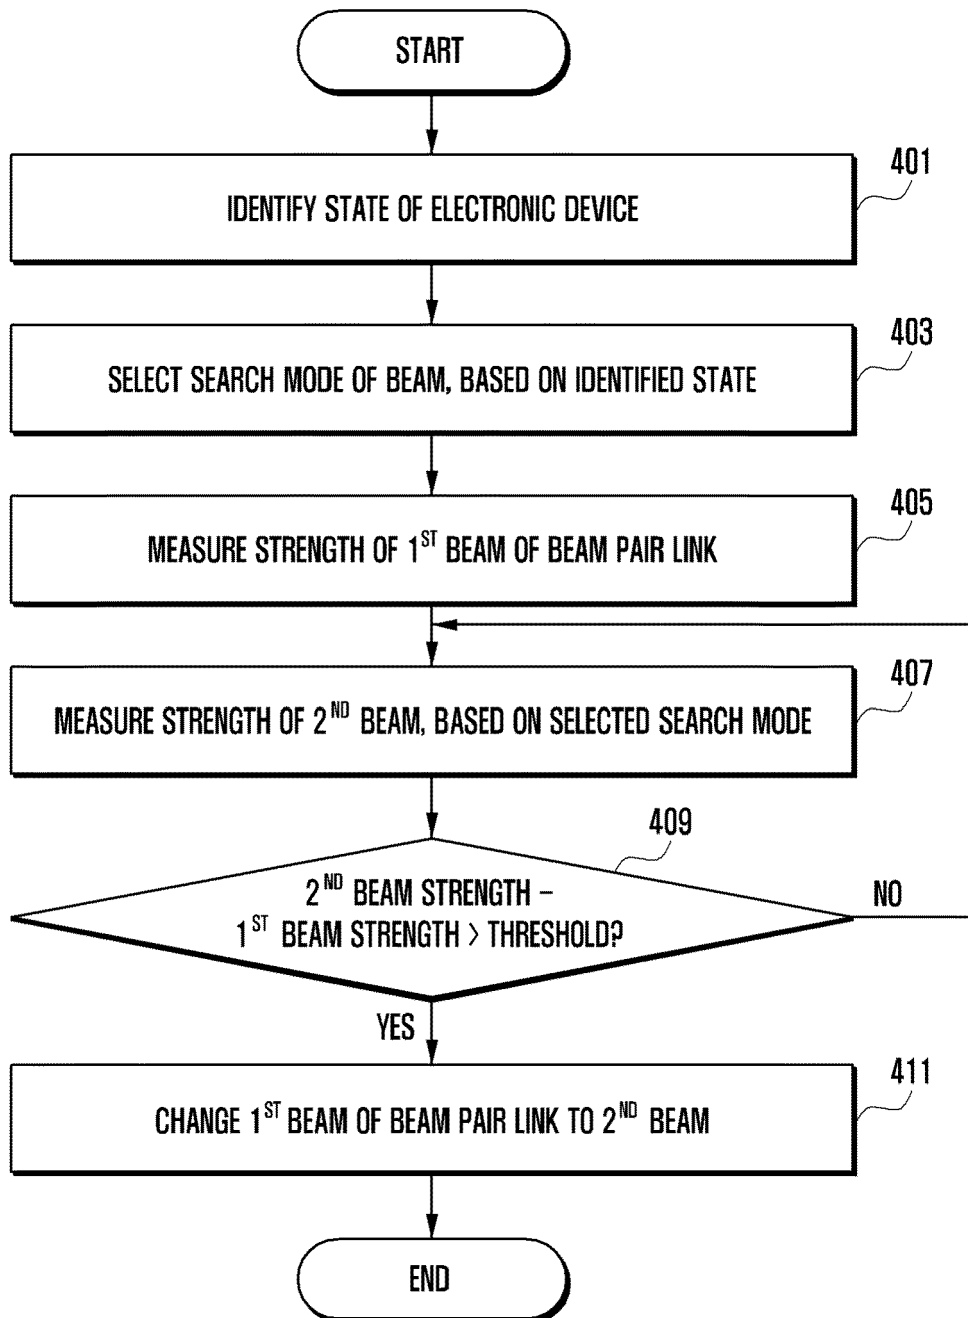 START
401
IDENTIFY STATE OF ELECTRONIC DEVICE
403
SELECT SEARCH MODE OF BEAM, BASED ON IDENTIFIED STATE
405
MEASURE STRENGTH OF 1ST BEAM OF BEAM PAIR LINK
407
MEASURE STRENGTH OF 2ND BEAM, BASED ON SELECTED SEARCH MODE
409
2ND BEAM STRENGTH –
1ST BEAM STRENGTH > THRESHOLD?
NO
YES
411
CHANGE 1ST BEAM OF BEAM PAIR LINK TO 2ND BEAM
END